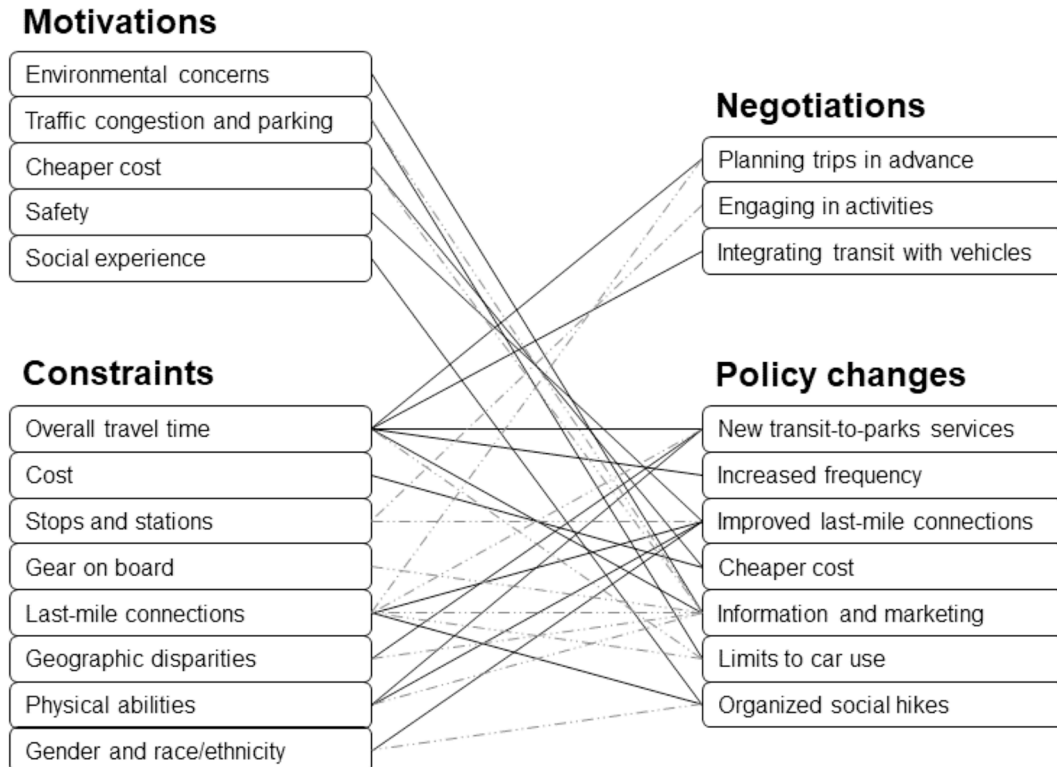 Motivations
Environmental concerns
Traffic congestion and parking
Cheaper cost
Safety
Social experience
Constraints
Overall travel time
Cost
Stops and stations
Gear on board
Last-mile connections
Geographic disparities
Physical abilities
Gender and race/ethnicity
Negotiations
Planning trips in advance
Engaging in activities
Integrating transit with vehicles
Policy changes
New transit-to-parks services
Increased frequency
Improved last-mile connections
Cheaper cost
Information and marketing
Limits to car use
Organized social hikes